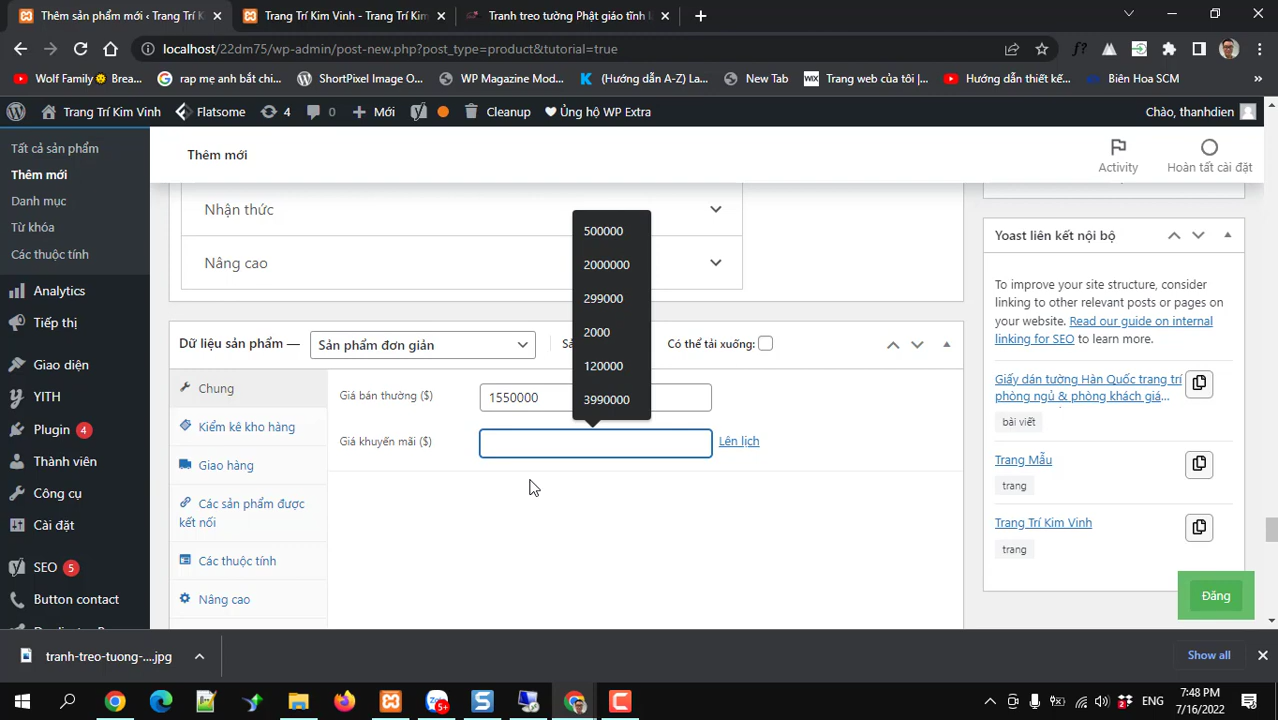 Thêm sản phẩm mới ‹ Trang Trí K
Trang Trí Kim Vinh - Trang Trí Kim
Tranh treo tường Phật giáo tĩnh l
localhost/22dm75/wp-admin/post-new.php?post_type=product&tutorial=true
Wolf Family😊 Brea...
rap mẹ anh bắt chi...
ShortPixel Image O...
WP Magazine Mod...
(Hướng dẫn A-Z) La...
New Tab
WIX
Trang web của tôi |...
Hướng dẫn thiết kế...
Biên Hoa SCM
Trang Trí Kim Vinh
Flatsome
4
0
Mới
Cleanup
Ủng hộ WP Extra
Chào, thanhdien
Tất cả sản phẩm
Thêm mới
Danh mục
Từ khóa
Các thuộc tính
Analytics
Tiếp thị
Giao diện
YITH
Plugin 4
Thành viên
Công cụ
Cài đặt
SEO 5
Button contact
Thêm mới
Activity
Hoàn tất cài đặt
Nhận thức
Nâng cao
500000
2000000
299000
2000
120000
3990000
Dữ liệu sản phẩm —
Sản phẩm đơn giản
Có thể tải xuống:
Chung
Kiểm kê kho hàng
Giao hàng
Các sản phẩm được
kết nối
Các thuộc tính
Nâng cao
Giá bán thường ($)
1550000
Giá khuyến mãi ($)
Lên lịch
Yoast liên kết nội bộ
To improve your site structure, consider
linking to other relevant posts or pages on
your website. Read our guide on internal
linking for SEO to learn more.
Giấy dán tường Hàn Quốc trang trí
phòng ngủ & phòng khách giá...
bài viết
Trang Mẫu
trang
Trang Trí Kim Vinh
trang
Đăng
tranh-treo-tuong-....jpg
Show all
5+
2
ENG
7:48 PM
7/16/2022